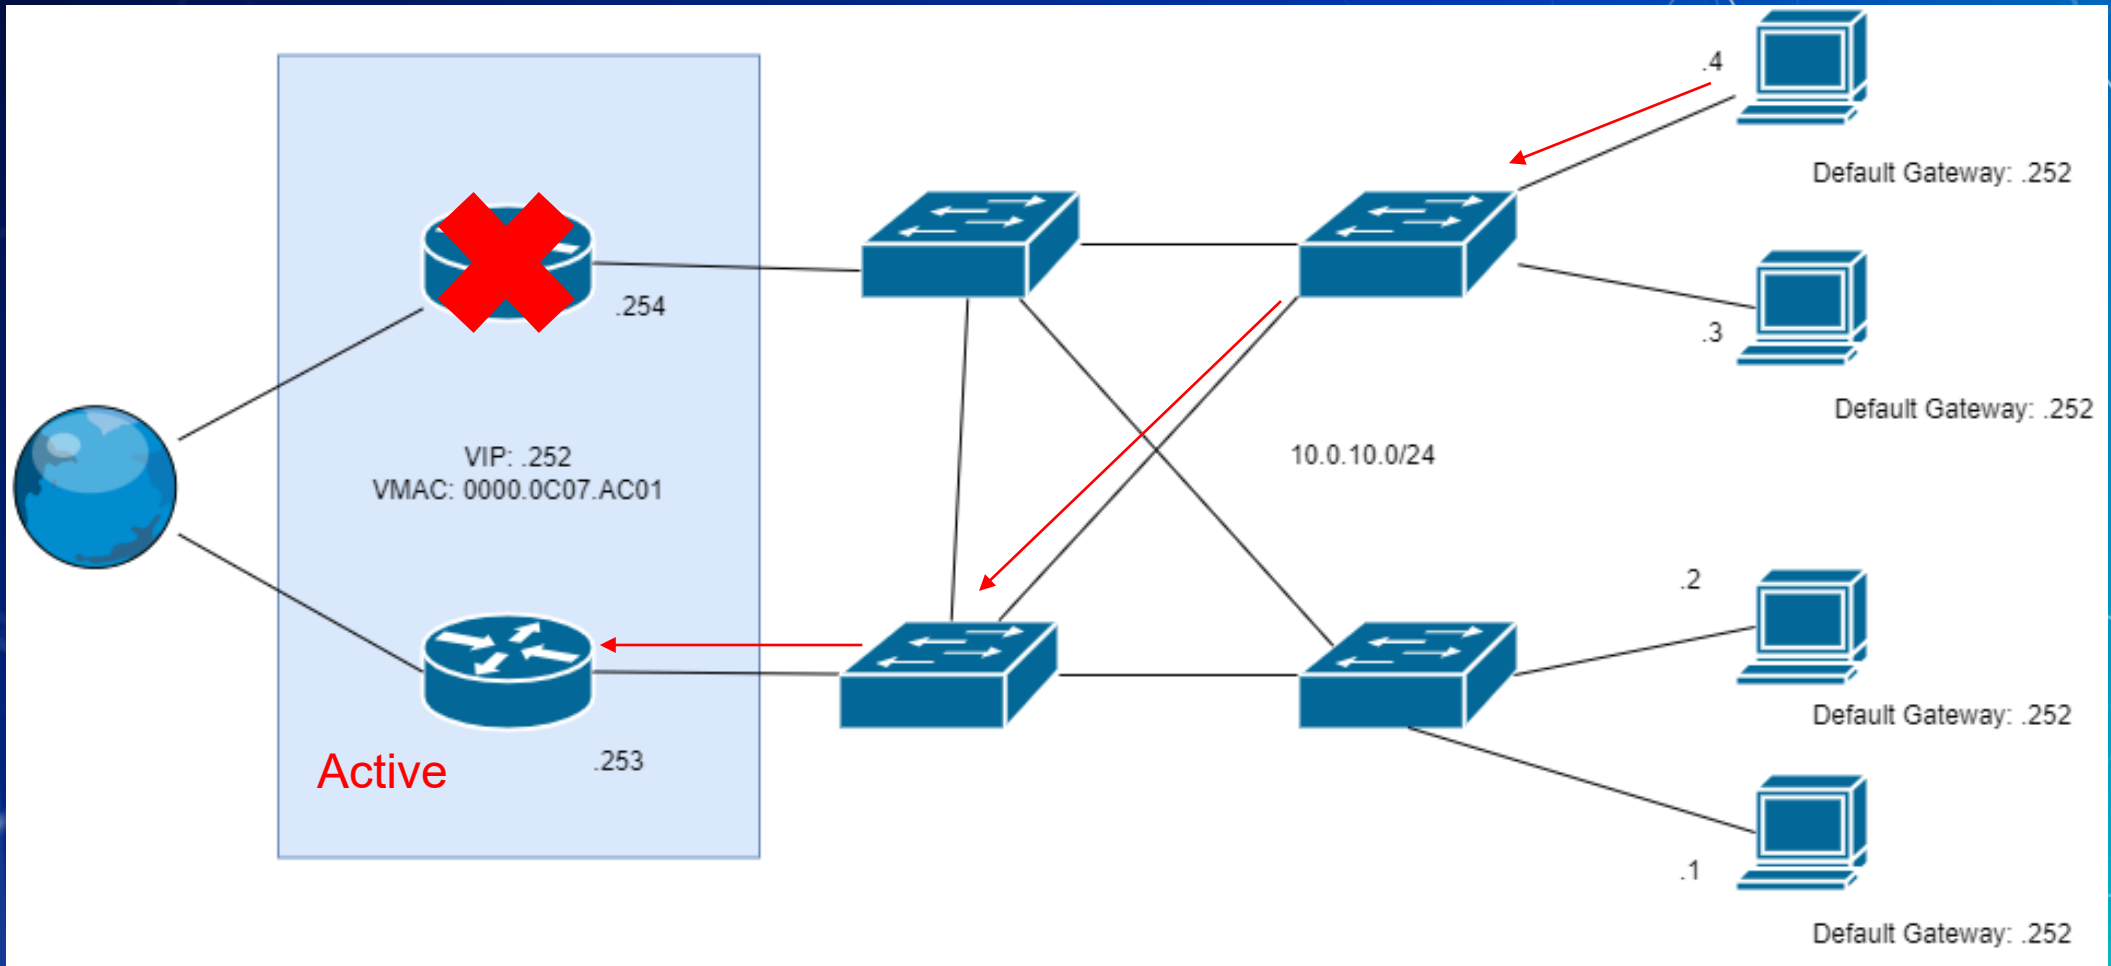 .4
Default Gateway: .252
.254
.3
Default Gateway: .252
VIP: .252
VMAC: 0000.0C07.AC01
10.0.10.0/24
.2
Default Gateway: .252
Active
.253
.1
Default Gateway: .252